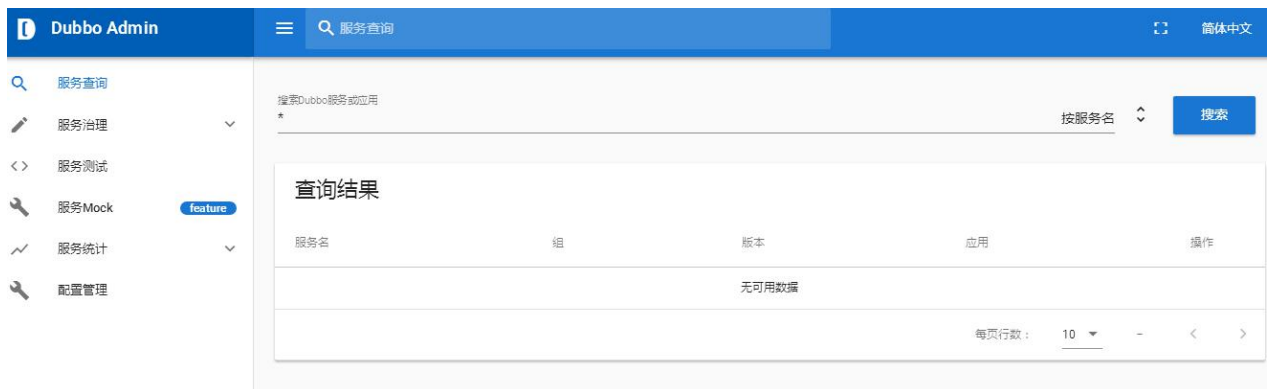 Dubbo Admin
服务查询
简体中文
服务查询
服务治理
服务测试
服务Mock
feature
服务统计
配置管理
搜索Dubbo服务或应用
*
按服务名
搜索
查询结果
服务名 组 版本 应用 操作
无可用数据
每页行数： 10 –